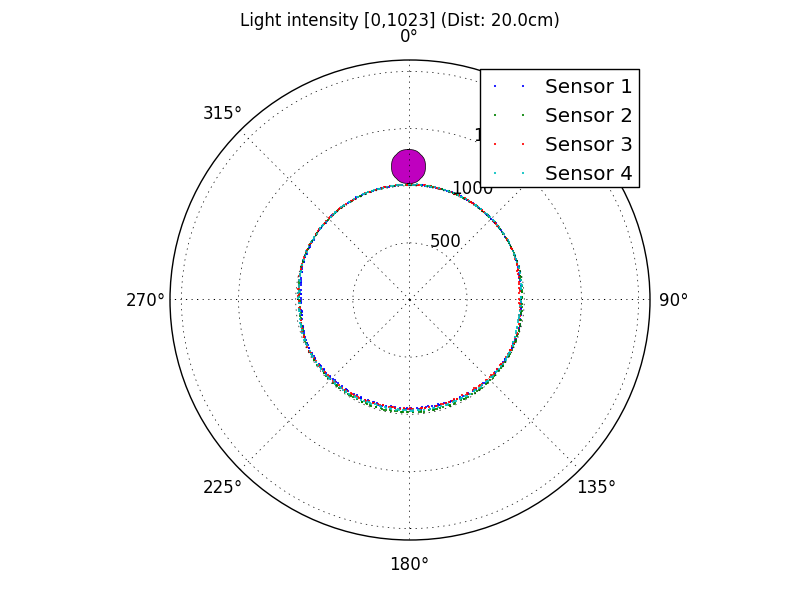 Light intensity [0,1023] (Dist: 20.0cm)
0°
315°
Sensor 1
Sensor 2
Sensor 3
Sensor 4
1000
500
270°
90°
225°
135°
180°